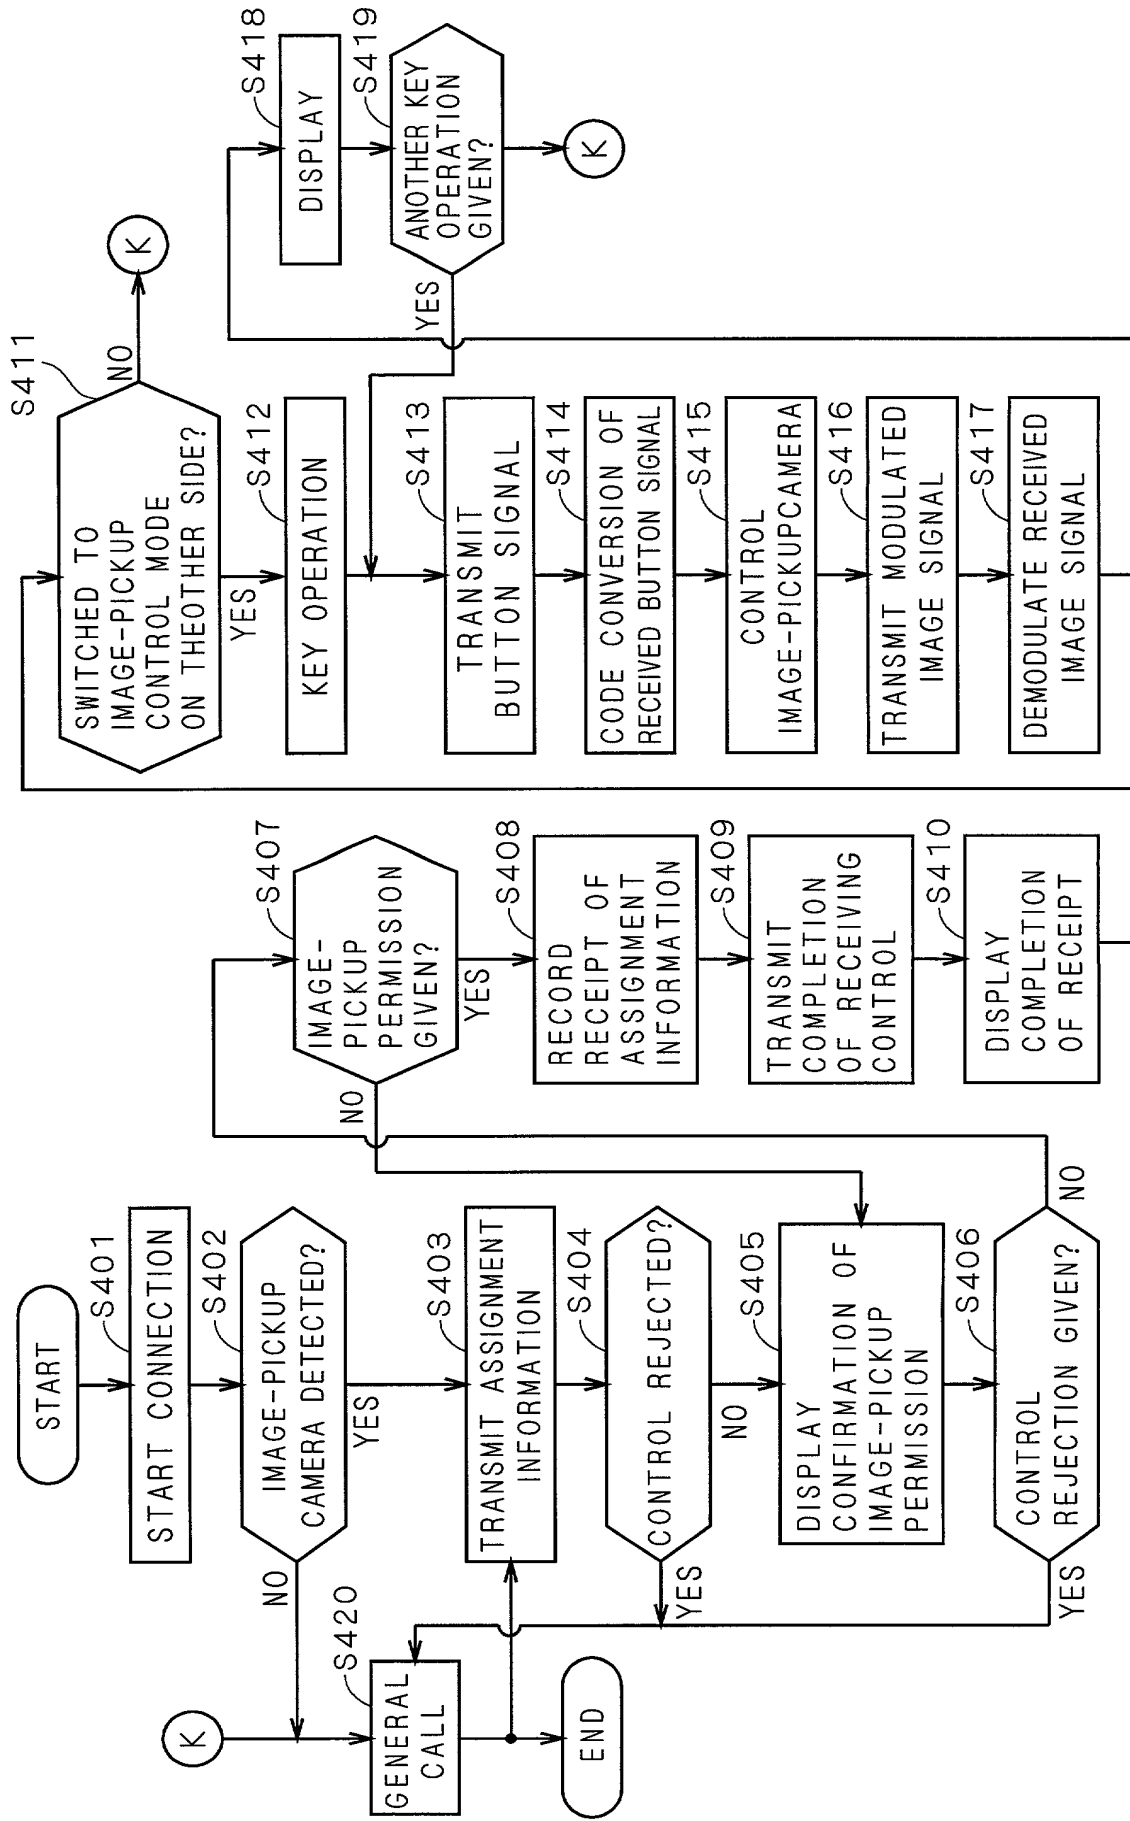 START
S401
START CONNECTION
S402
IMAGE-PICKUP
CAMERA DETECTED?
NO
YES
S403
TRANSMIT ASSIGNMENT
INFORMATION
S404
CONTROL REJECTED?
YES
NO
S405
DISPLAY
CONFIRMATION OF
IMAGE-PICKUP
PERMISSION
S406
CONTROL
REJECTION GIVEN?
YES
NO
K
S420
GENERAL
CALL
END
S407
IMAGE-
PICKUP
PERMISSION
GIVEN?
NO
YES
S408
RECORD
RECEIPT OF
ASSIGNMENT
INFORMATION
S409
TRANSMIT
COMPLETION
OF RECEIVING
CONTROL
S410
DISPLAY
COMPLETION
OF RECEIPT
S411
SWITCHED TO
IMAGE-PICKUP
CONTROL MODE
ON THEOTHER SIDE?
NO
K
YES
S412
KEY OPERATION
S413
TRANSMIT
BUTTON SIGNAL
S414
CODE CONVERSION OF
RECEIVED BUTTON SIGNAL
S415
CONTROL
IMAGE-PICKUPCAMERA
S416
TRANSMIT MODULATED
IMAGE SIGNAL
S417
DEMODULATE RECEIVED
IMAGE SIGNAL
S418
DISPLAY
S419
ANOTHER KEY
OPERATION
GIVEN?
YES
K